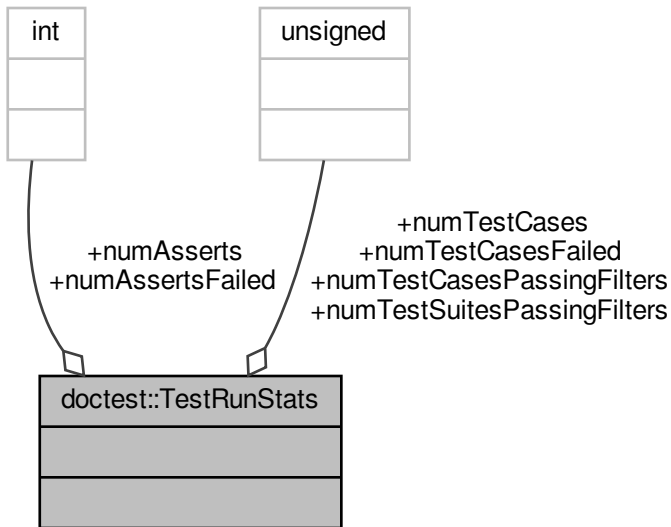 int
unsigned
+numAsserts
+numAssertsFailed
+numTestCases
+numTestCasesFailed
+numTestCasesPassingFilters
+numTestSuitesPassingFilters
doctest::TestRunStats